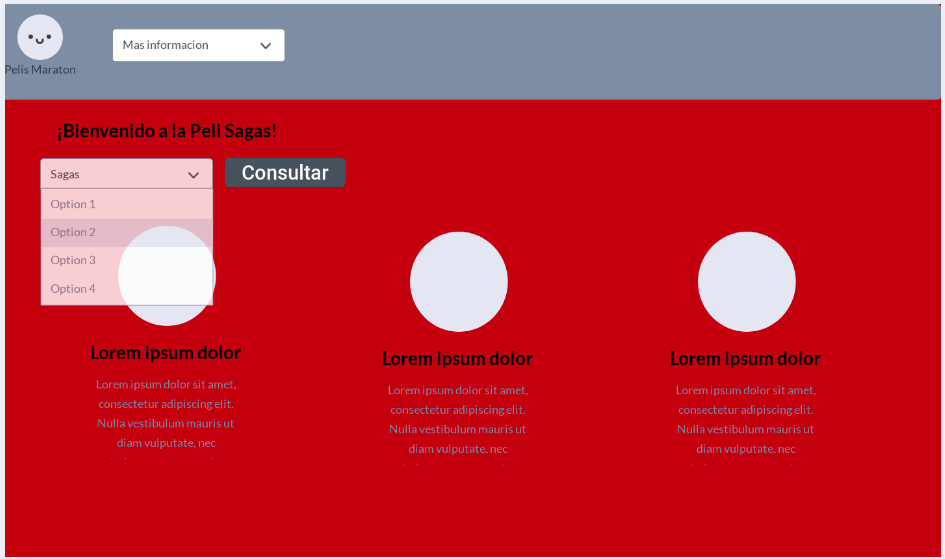 Mas informacion
Pelis Maraton
¡Bienvenido a la Peli Sagas!
Sagas
Consultar
Option 1
Option 2
Option 3
Option 4
Lorem ipsum dolor
Lorem ipsum dolor sit amet,
consectetur adipiscing elit.
Nulla vestibulum mauris ut
diam vulputate, nec
Lorem ipsum dolor
Lorem ipsum dolor sit amet,
consectetur adipiscing elit.
Nulla vestibulum mauris ut
diam vulputate, nec
Lorem ipsum dolor
Lorem ipsum dolor sit amet,
consectetur adipiscing elit.
Nulla vestibulum mauris ut
diam vulputate, nec